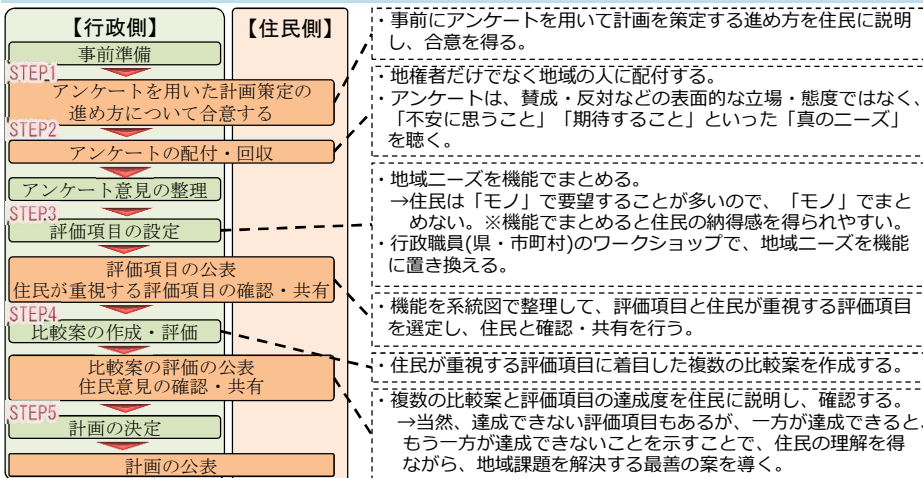 【行政側】
【住民側】
事前準備
STEP1
アンケートを用いた計画策定の
進め方について合意する
STEP2
アンケートの配付・回収
アンケート意見の整理
STEP3
評価項目の設定
評価項目の公表
住民が重視する評価項目の確認・共有
STEP4
比較案の作成・評価
比較案の評価の公表
住民意見の確認・共有
STEP5
計画の決定
計画の公表
・事前にアンケートを用いて計画を策定する進め方を住民に説明
し、合意を得る。
・地権者だけでなく地域の人に配付する。
・アンケートは、賛成・反対などの表面的な立場・態度ではなく、
「不安に思うこと」「期待すること」といった「真のニーズ」
を聴く。
・地域ニーズを機能でまとめる。
→住民は「モノ」で要望することが多いので、「モノ」でまと
めない。※機能でまとめると住民の納得感を得られやすい。
・行政職員(県・市町村)のワークショップで、地域ニーズを機能
に置き換える。
・機能を系統図で整理して、評価項目と住民が重視する評価項目
を選定し、住民と確認・共有を行う。
・住民が重視する評価項目に着目した複数の比較案を作成する。
・複数の比較案と評価項目の達成度を住民に説明し、確認する。
→当然、達成できない評価項目もあるが、一方が達成できると、
もう一方が達成できないことを示すことで、住民の理解を得
ながら、地域課題を解決する最善の案を導く。